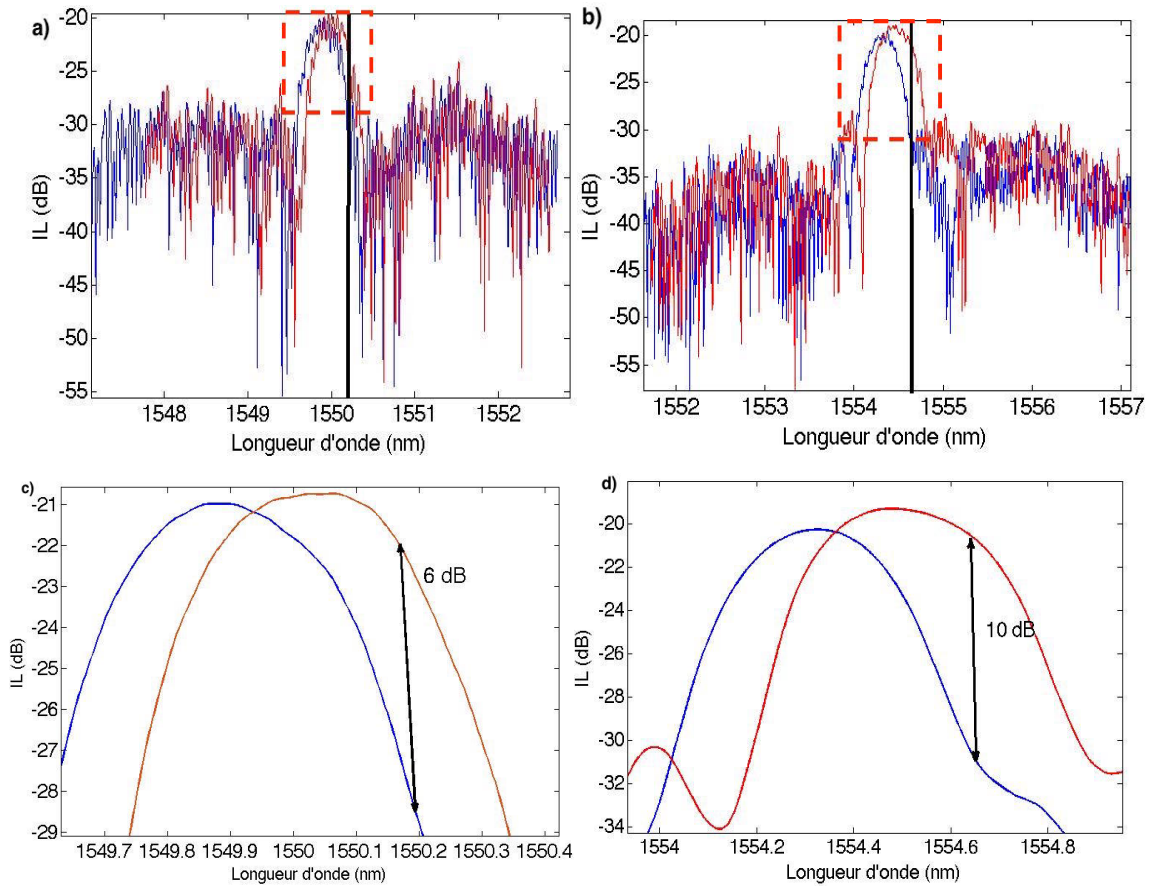 a)
-20
-25
-30
-35
-40
-45
-50
-55
IL (dB)
1548 1549 1550 1551 1552
Longueur d'onde (nm)
b)
-20
-25
-30
-35
-40
-45
-50
-55
IL (dB)
1552 1553 1554 1555 1556 1557
Longueur d'onde (nm)
c)
-21
-22
-23
-24
-25
-26
-27
-28
-29
IL (dB)
6 dB
1549.7 1549.8 1549.9 1550 1550.1 1550.2 1550.3 1550.4
Longueur d'onde (nm)
d)
-20
-22
-24
-26
-28
-30
-32
-34
IL (dB)
10 dB
1554 1554.2 1554.4 1554.6 1554.8
Longueur d'onde (nm)